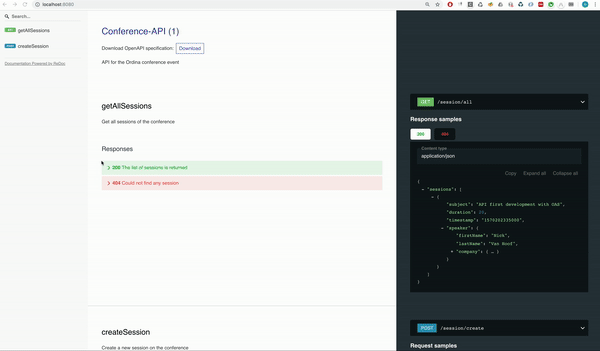 localhost:8080
Search...
GET getAllSessions
POST createSession
Documentation Powered by ReDoc
Conference-API (1)
Download OpenAPI specification: Download
API for the Ordina conference event
getAllSessions
Get all sessions of the conference
Responses
> 200 The list of sessions is returned
> 404 Could not find any session
createSession
Create a new session on the conference
GET /session/all
Response samples
200 404
Content type
application/json
Copy Expand all Collapse all
{
- "sessions": [
- {
"subject": "API first development with OAS",
"duration":
"timestamp": "1570202335000",
- "speaker": {
"firstName": "Nick",
"lastName": "Van Hoof",
+ "company": { … }
}
}
]
}
POST /session/create
Request samples